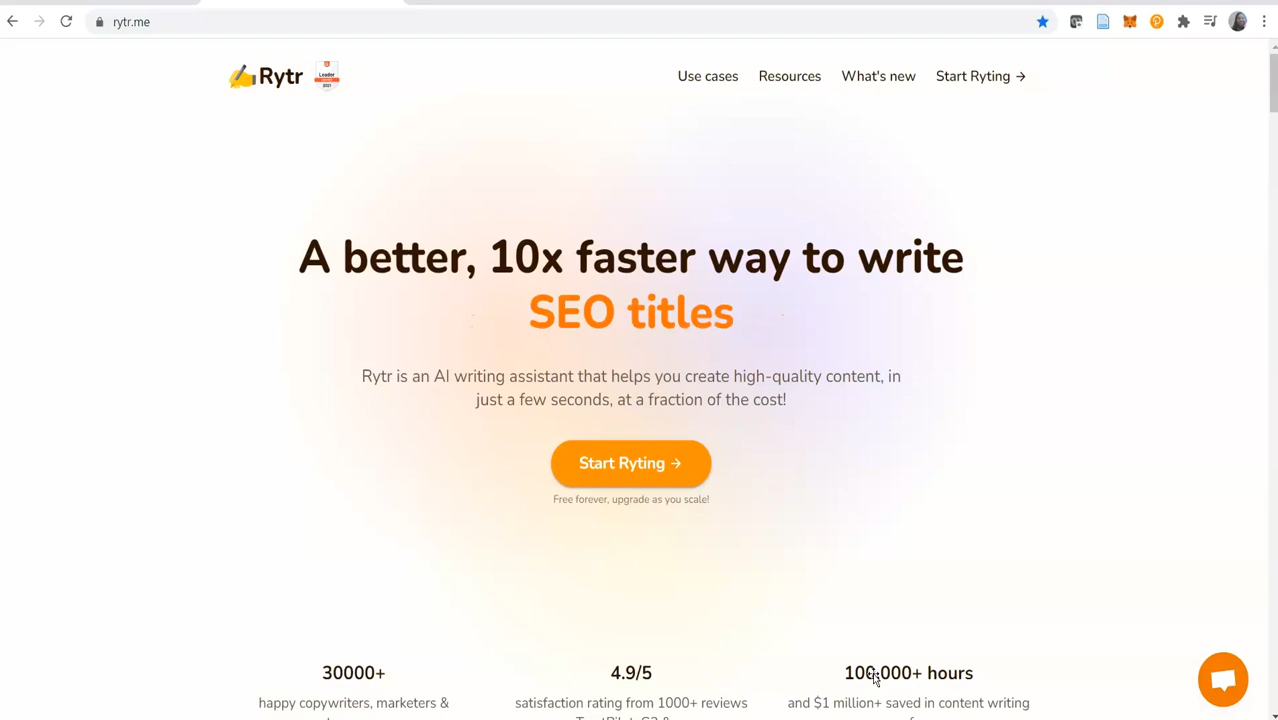 rytr.me
Rytr
Leader
2021
Use cases
Resources
What's new
Start Ryting →
A better, 10x faster way to write
SEO titles
Rytr is an AI writing assistant that helps you create high-quality content, in
just a few seconds, at a fraction of the cost!
Start Ryting →
Free forever, upgrade as you scale!
30000+
happy copywriters, marketers &
4.9/5
satisfaction rating from 1000+ reviews
100,000+ hours
and $1 million+ saved in content writing